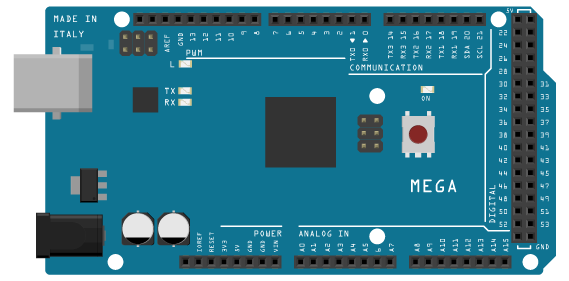 MADE IN
ITALY
AREF
GND
13
12
11
10
9
8
7
6
5
4
3
2
TX0 1
RX0 0
TX3 14
RX3 15
TX2 16
RX2 17
TX1 18
RX1 19
SDA 20
SCL 21
5V
22
24
26
28
30 31
32 33
34 35
36 37
38 39
40 41
42 43
44 45
46 47
48 49
50 51
52 53
GND
PWM
COMMUNICATION
L
TX
RX
ON
MEGA
DIGITAL
POWER
ANALOG IN
IOREF
RESET
3V3
5V
GND
GND
VIN
A0
A1
A2
A3
A4
A5
6
A7
A8
A9
A10
A11
A12
A13
A14
A15